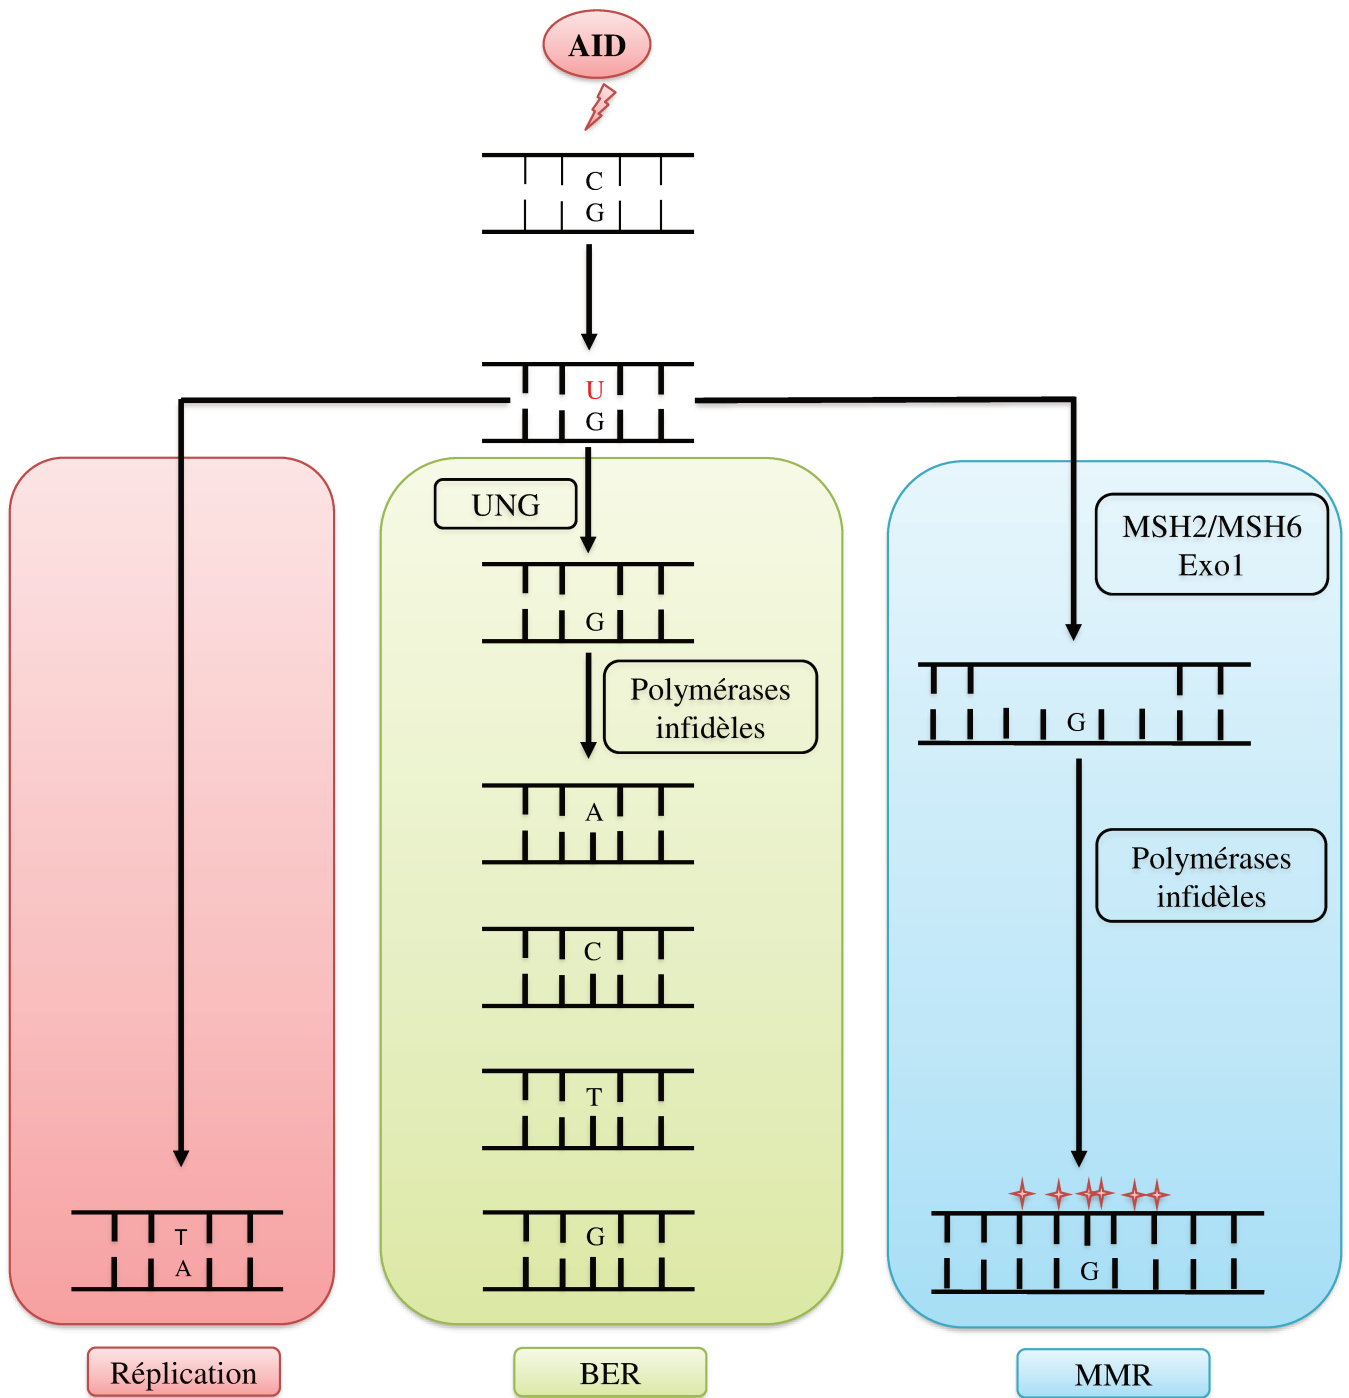 AID
C
G
U
G
UNG
G
Polymérases
infidèles
A
C
T
G
MSH2/MSH6
Exo1
G
Polymérases
infidèles
G
T
A
Réplication
BER
MMR